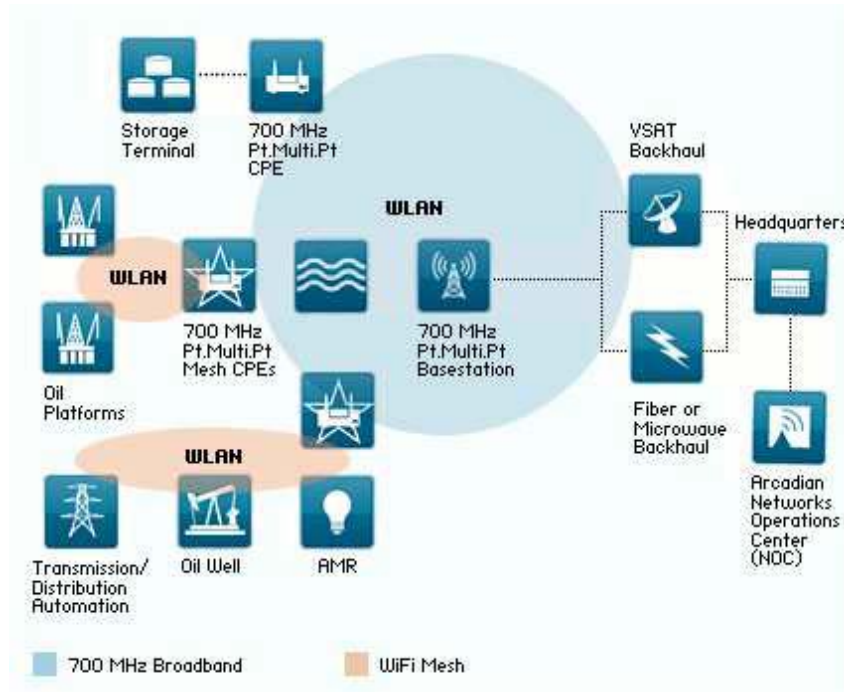 Storage
Terminal
700 MHz
Pt.Multi.Pt
CPE
VSAT
Backhaul
WLAN
Headquarters
WLAN
700 MHz
Pt.Multi.Pt
Mesh CPEs
700 MHz
Pt.Multi.Pt
Basestation
Oil
Platforms
Fiber or
Microwave
Backhaul
WLAN
Arcadian
Networks
Operations
Center
(NOC)
Transmission/
Distribution
Automation
Oil Well
AMR
700 MHz Broadband
WiFi Mesh